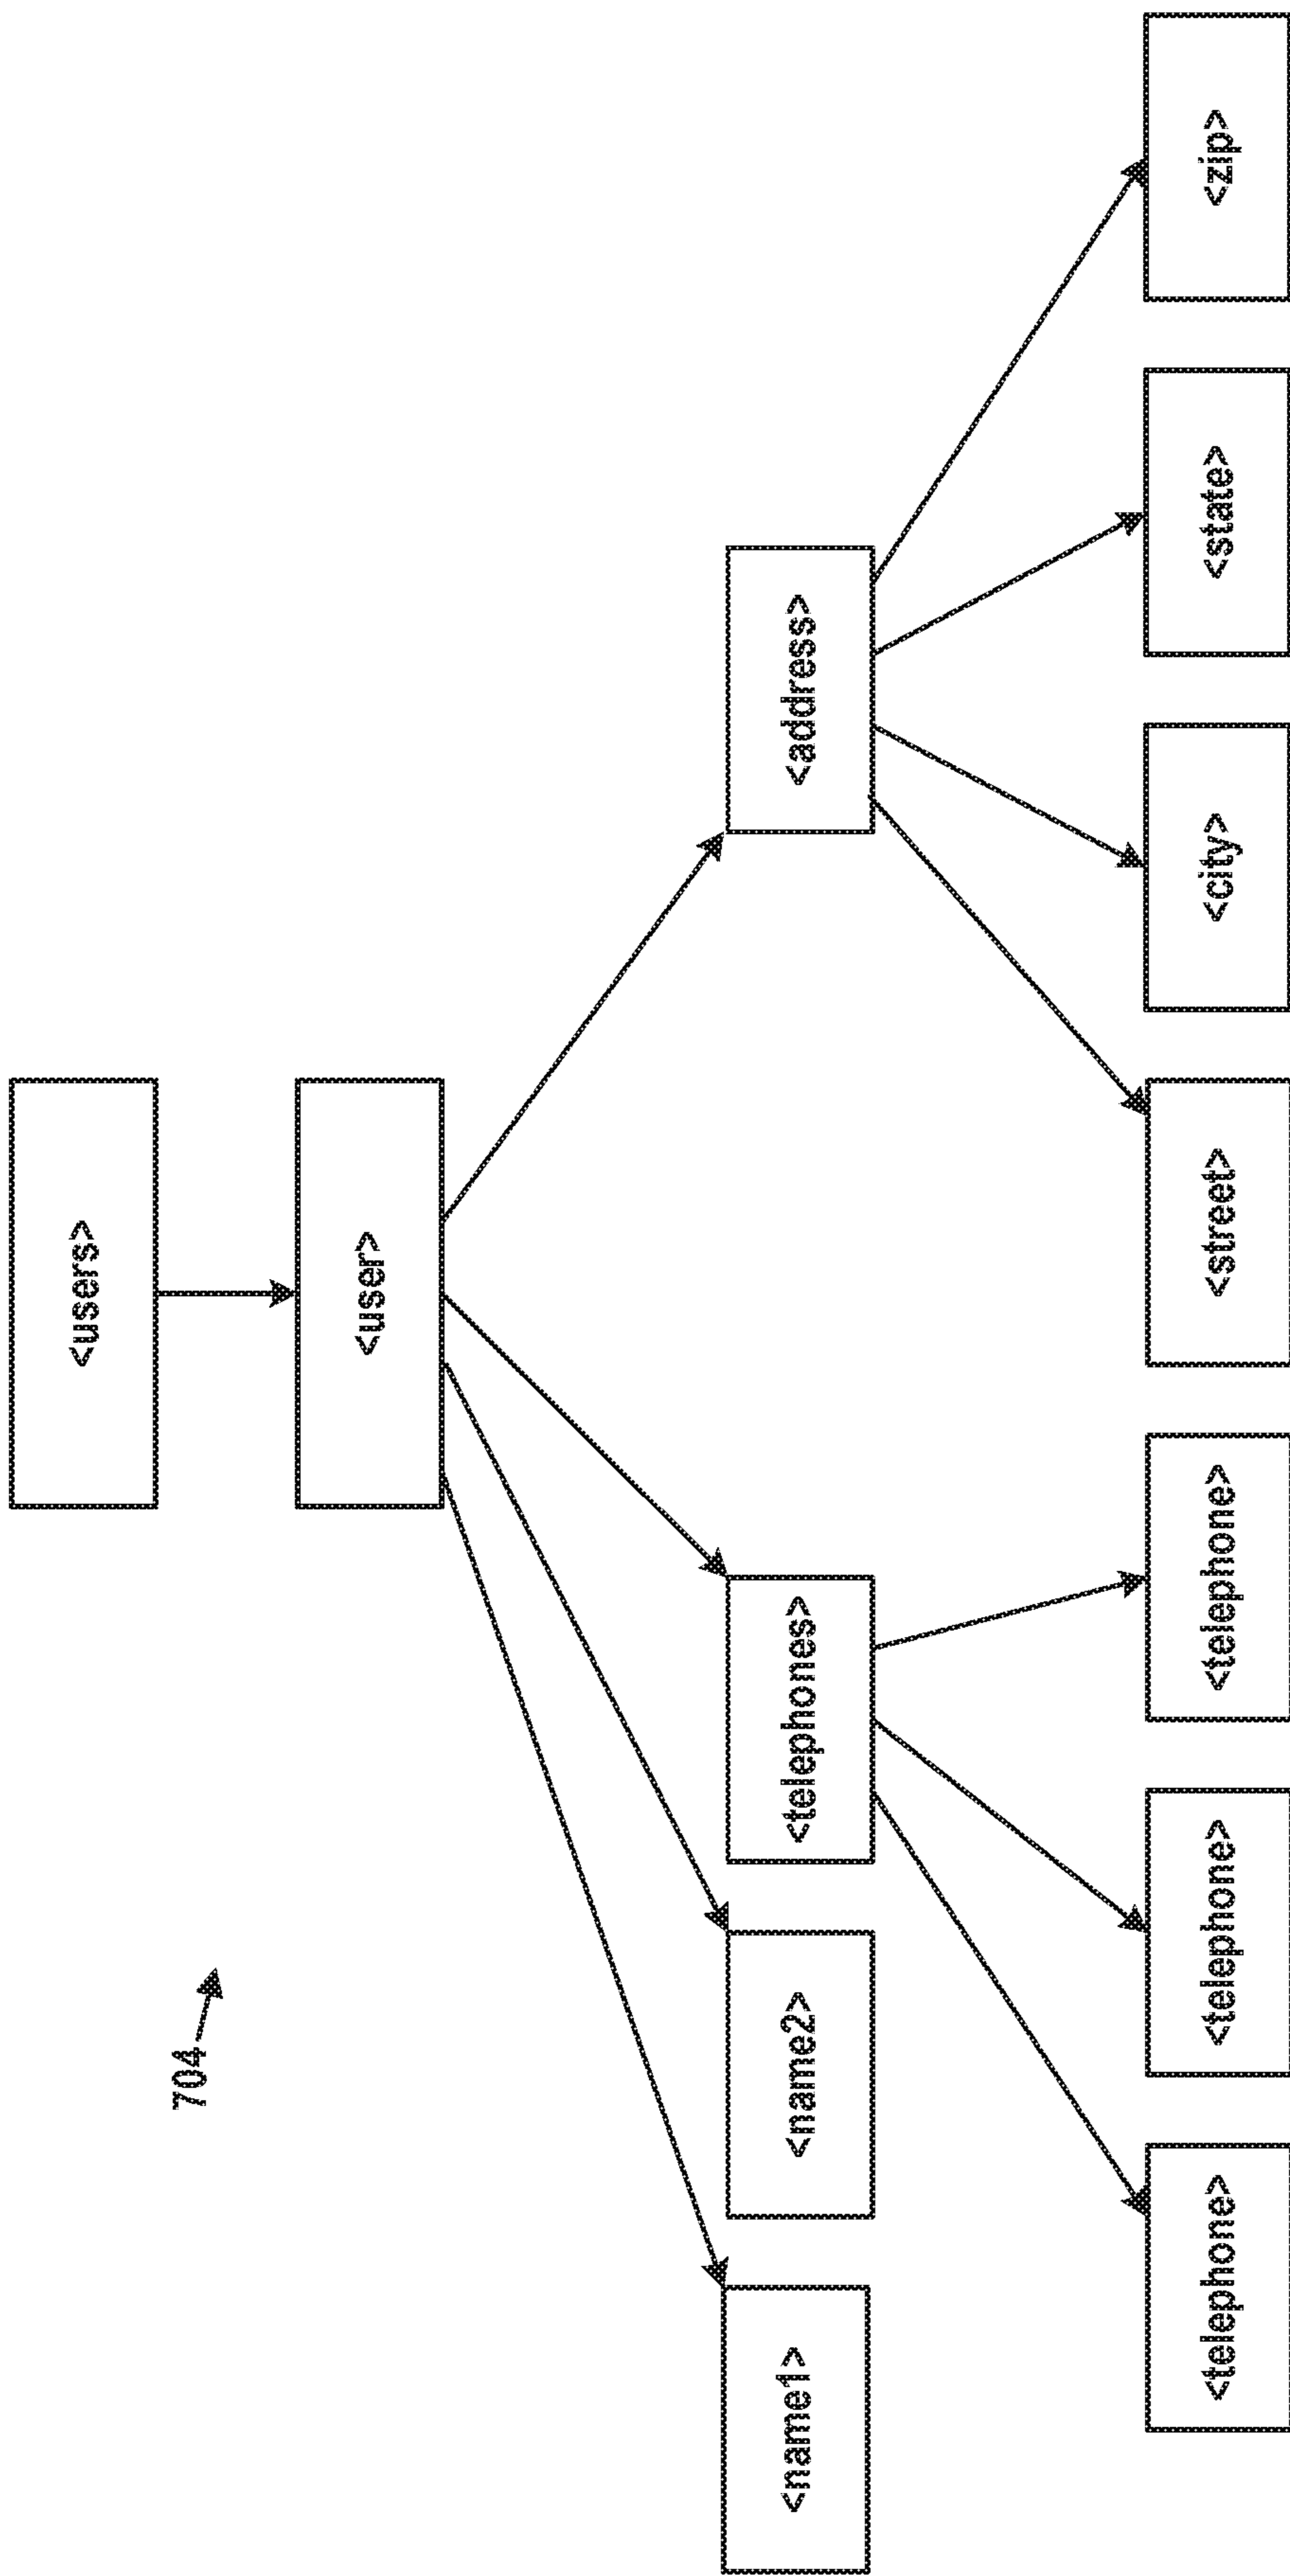 704
<users>
<user>
<name1>
<name2>
<telephones>
<address>
<telephone>
<telephone>
<telephone>
<street>
<city>
<state>
<zip>